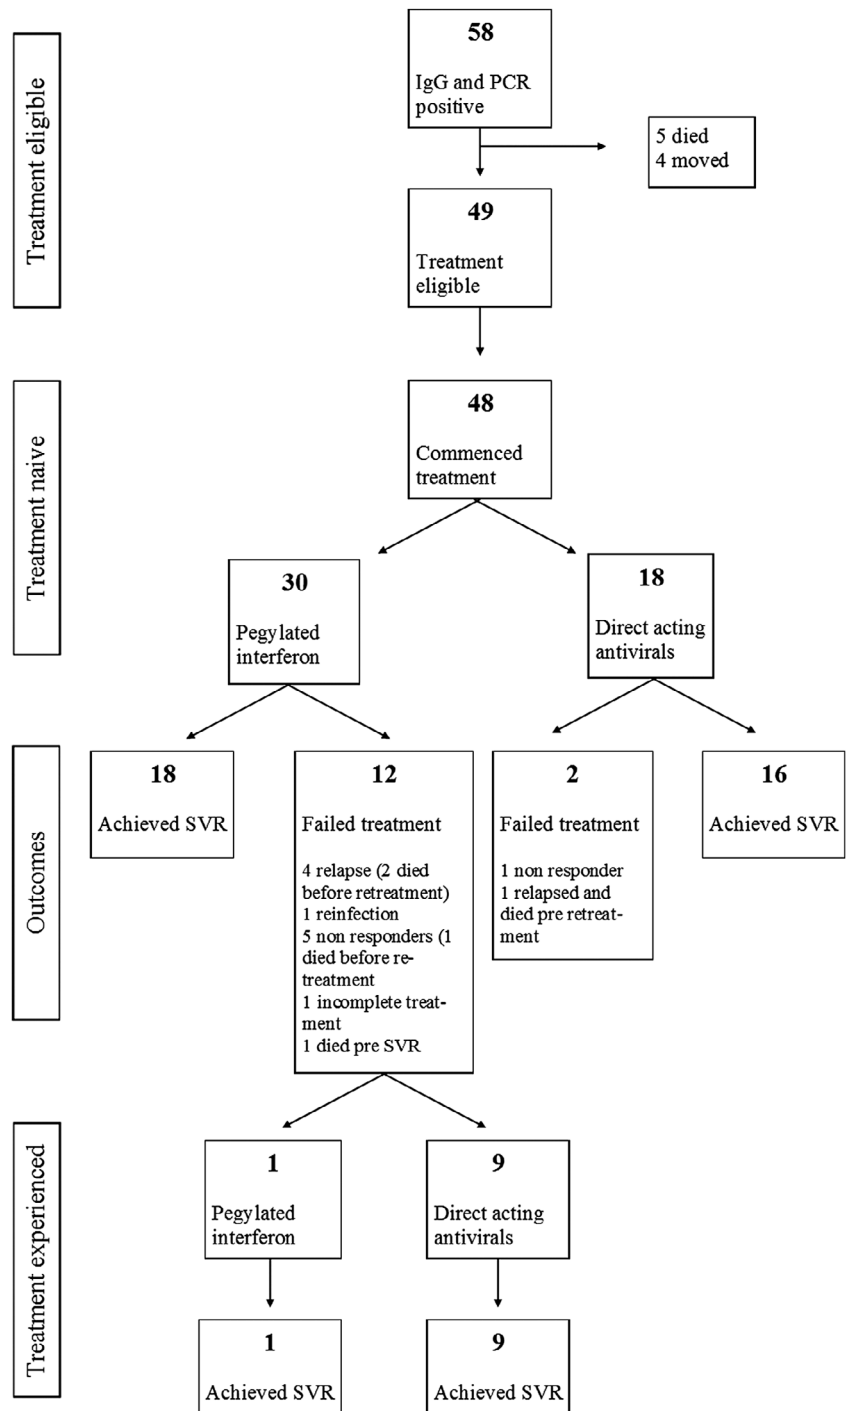 Treatment eligible
58
IgG and PCR
positive
5 died
4 moved
49
Treatment
eligible
Treatment naive
48
Commenced
treatment
30
Pegylated
interferon
18
Direct acting
antivirals
Outcomes
18
Achieved SVR
12
Failed treatment
4 relapse (2 died
before retreatment)
1 reinfection
5 non responders (1
died before re-
treatment
1 incomplete treat-
ment
1 died pre SVR
2
Failed treatment
1 non responder
1 relapsed and
died pre retreat-
ment
16
Achieved SVR
Treatment experienced
1
Pegylated
interferon
9
Direct acting
antivirals
1
Achieved SVR
9
Achieved SVR